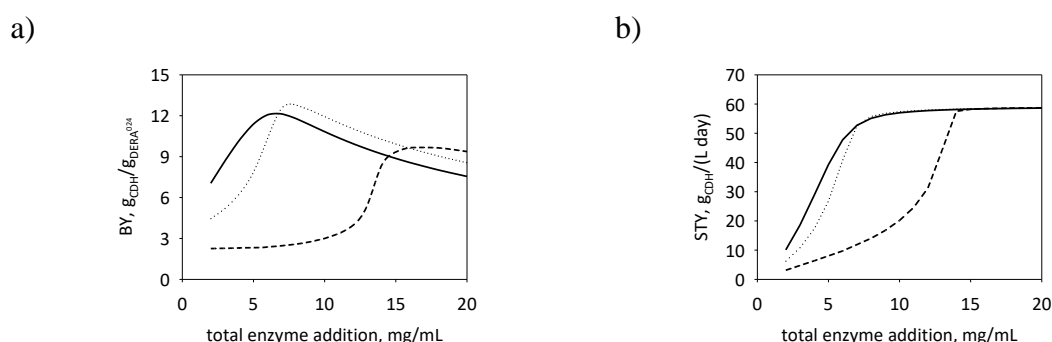 a)
b)
15
12
9
6
3
0
BY, gCDH/gDERA024
0 5 10 15 20
total enzyme addition, mg/mL
70
60
50
40
30
20
10
0
STY, gCDH/(L day)
0 5 10 15 20
total enzyme addition, mg/mL